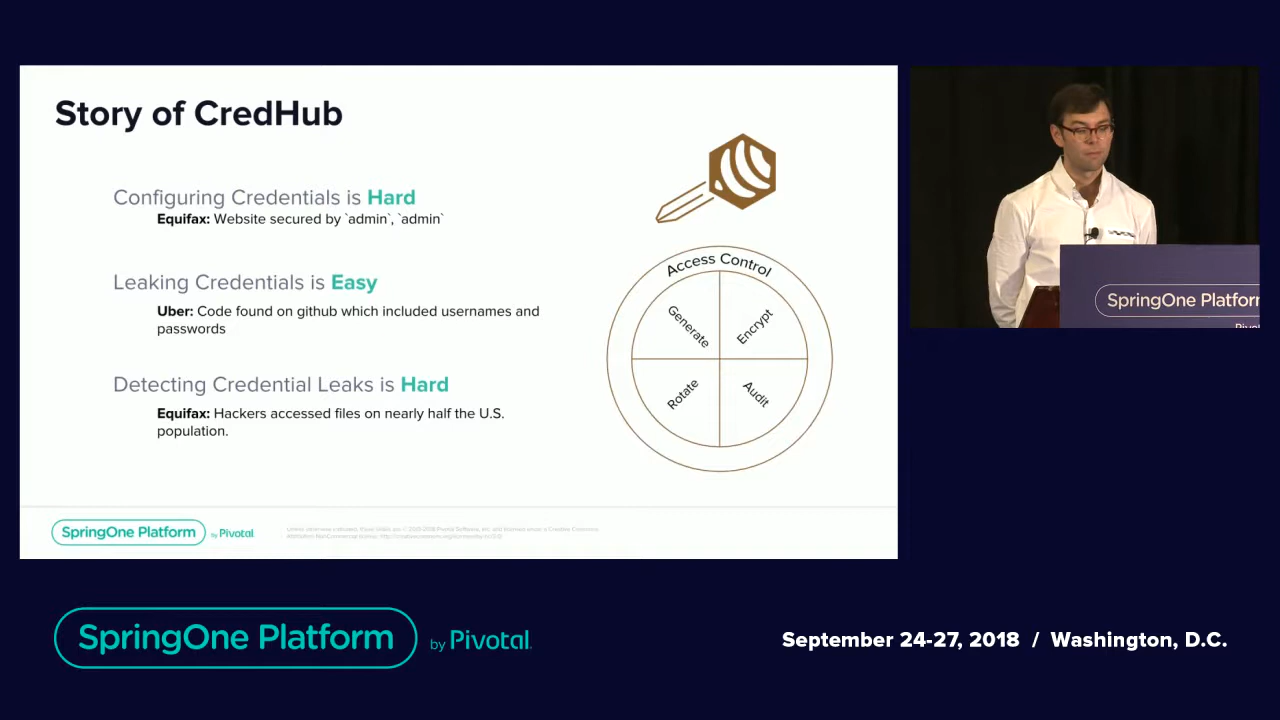 Story of CredHub
Configuring Credentials is Hard
Equifax: Website secured by `admin`, `admin`
Leaking Credentials is Easy
Uber: Code found on github which included usernames and
passwords
Detecting Credential Leaks is Hard
Equifax: Hackers accessed files on nearly half the U.S.
population.
Access Control
Generate
Encrypt
Rotate
Audit
SpringOne Platform by Pivotal
SpringOne Platfor
SpringOne Platform by Pivotal
September 24-27, 2018 / Washington, D.C.